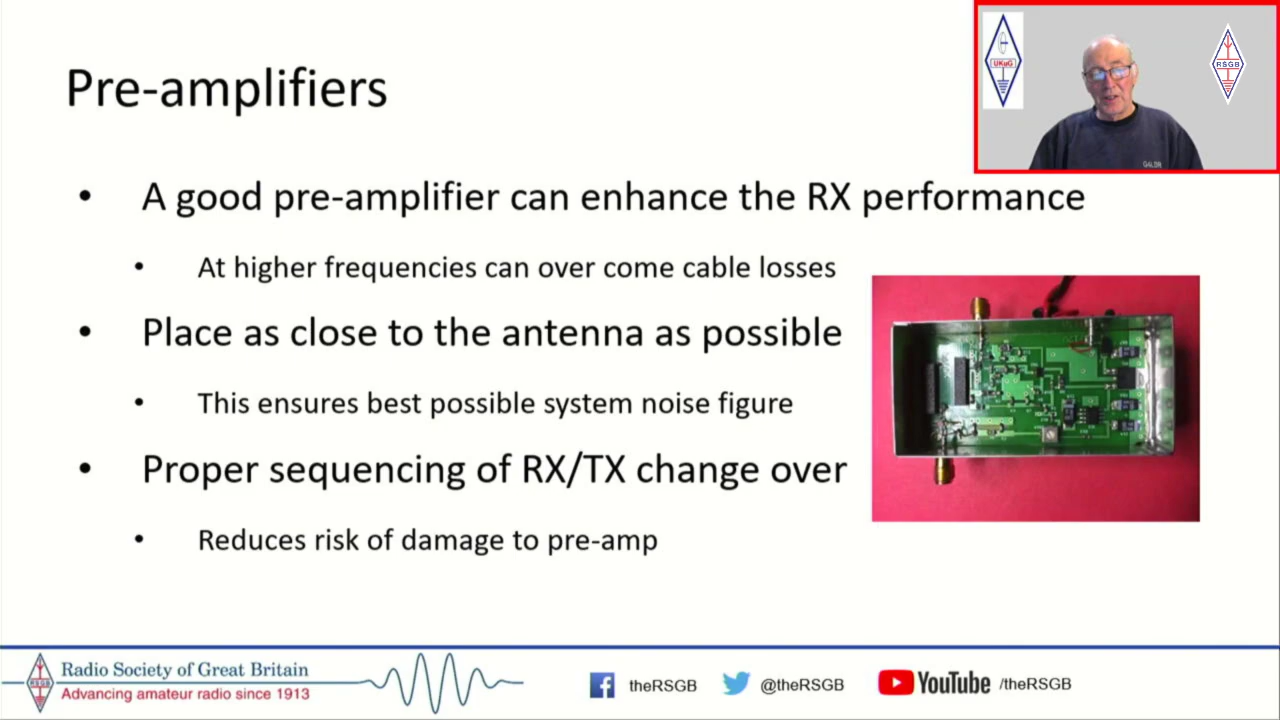 Pre-amplifiers
UKuG
RSGB
• A good pre-amplifier can enhance the RX performance
• At higher frequencies can over come cable losses
• Place as close to the antenna as possible
• This ensures best possible system noise figure
• Proper sequencing of RX/TX change over
• Reduces risk of damage to pre-amp
RSGB
Radio Society of Great Britain
Advancing amateur radio since 1913
theRSGB
@theRSGB
YouTube /theRSGB